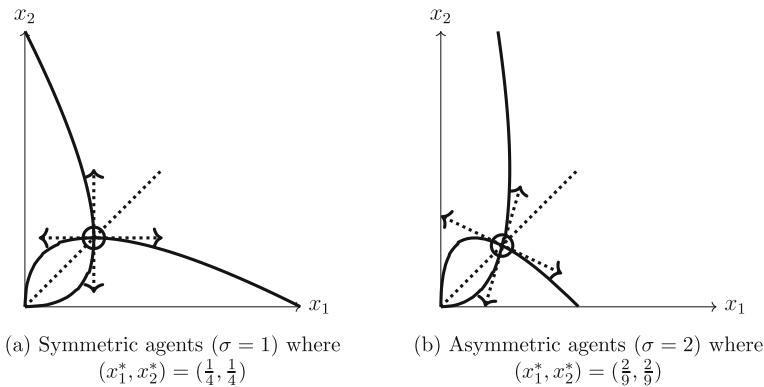 x₂
x₁
(a) Symmetric agents (σ = 1) where
(x₁*, x₂*) = (1/4, 1/4)
x₂
x₁
(b) Asymmetric agents (σ = 2) where
(x₁*, x₂*) = (2/9, 2/9)